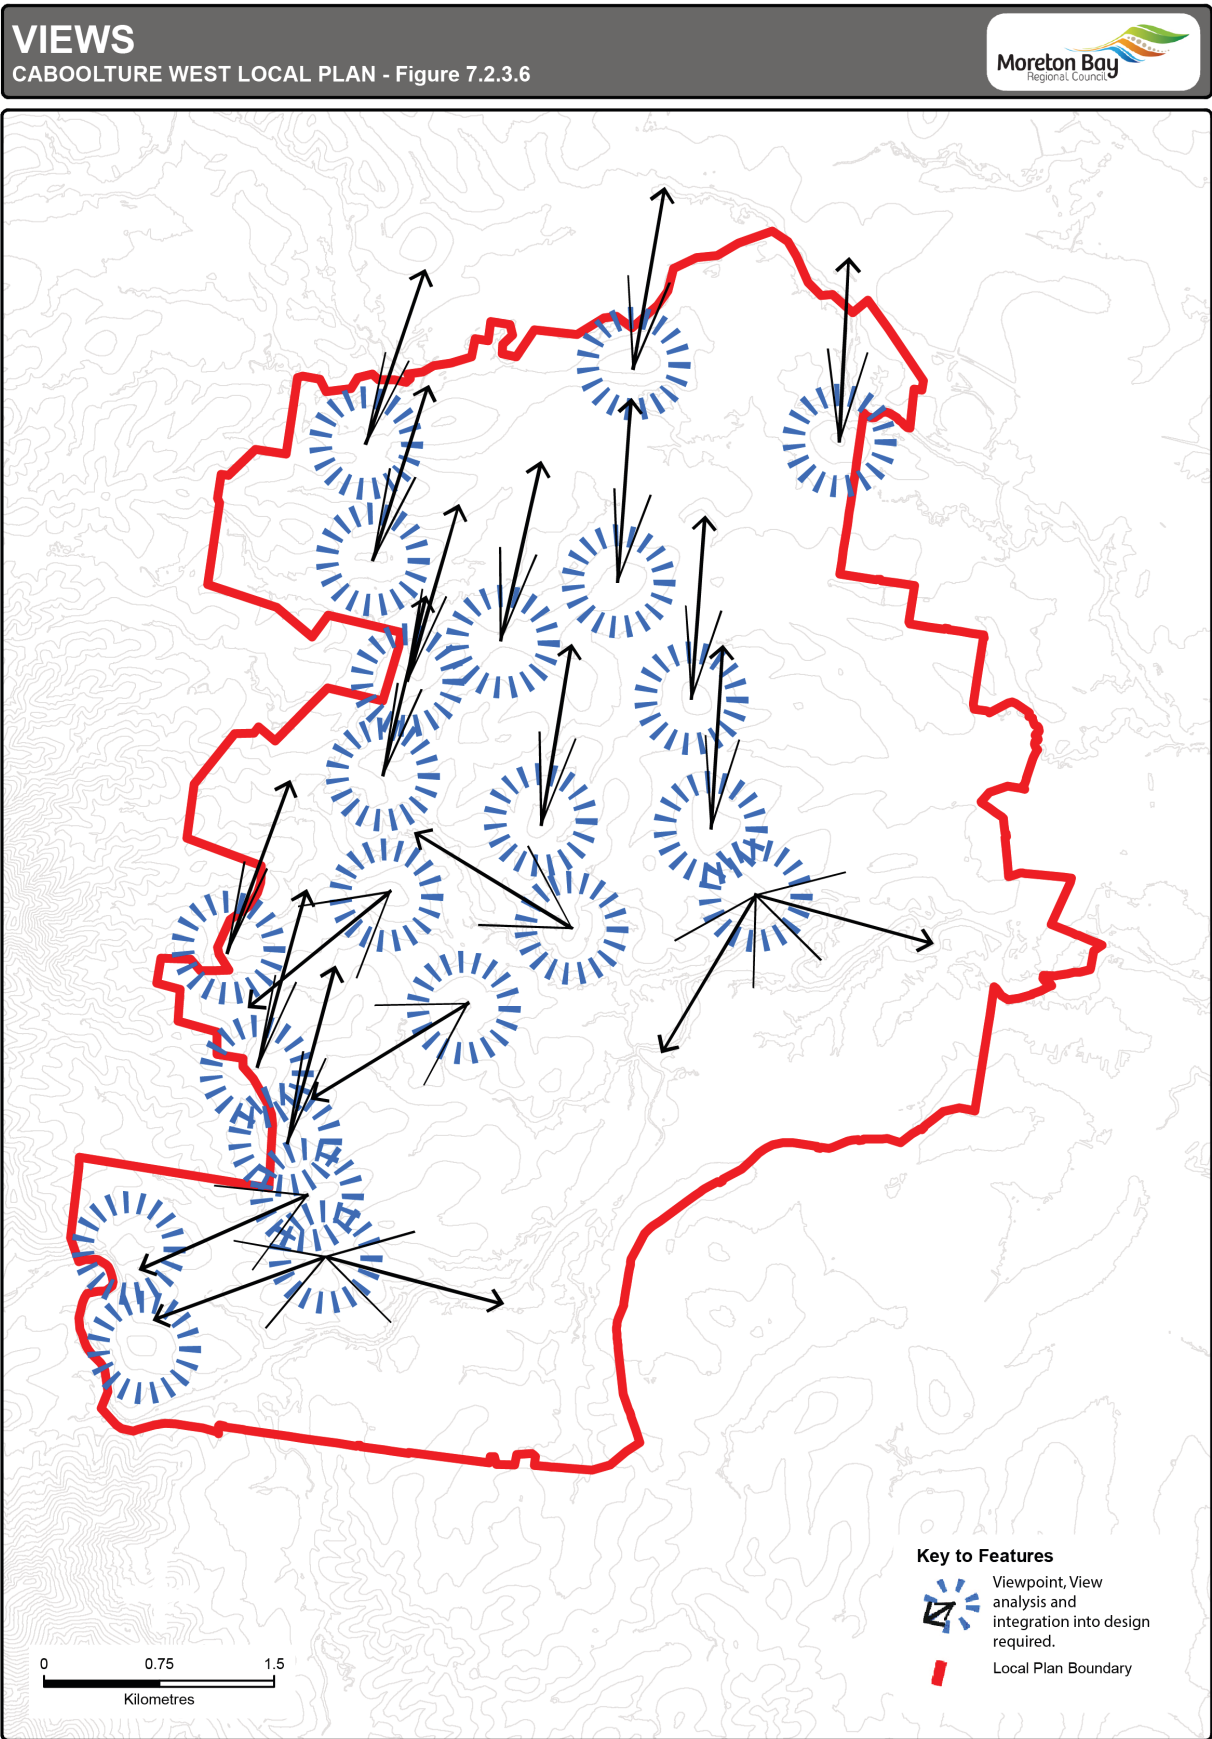 VIEWS
CABOOLTURE WEST LOCAL PLAN - Figure 7.2.3.6
Moreton Bay
Regional Council
Key to Features
Viewpoint, View
analysis and
integration into design
required.
Local Plan Boundary
0 0.75 1.5
Kilometres